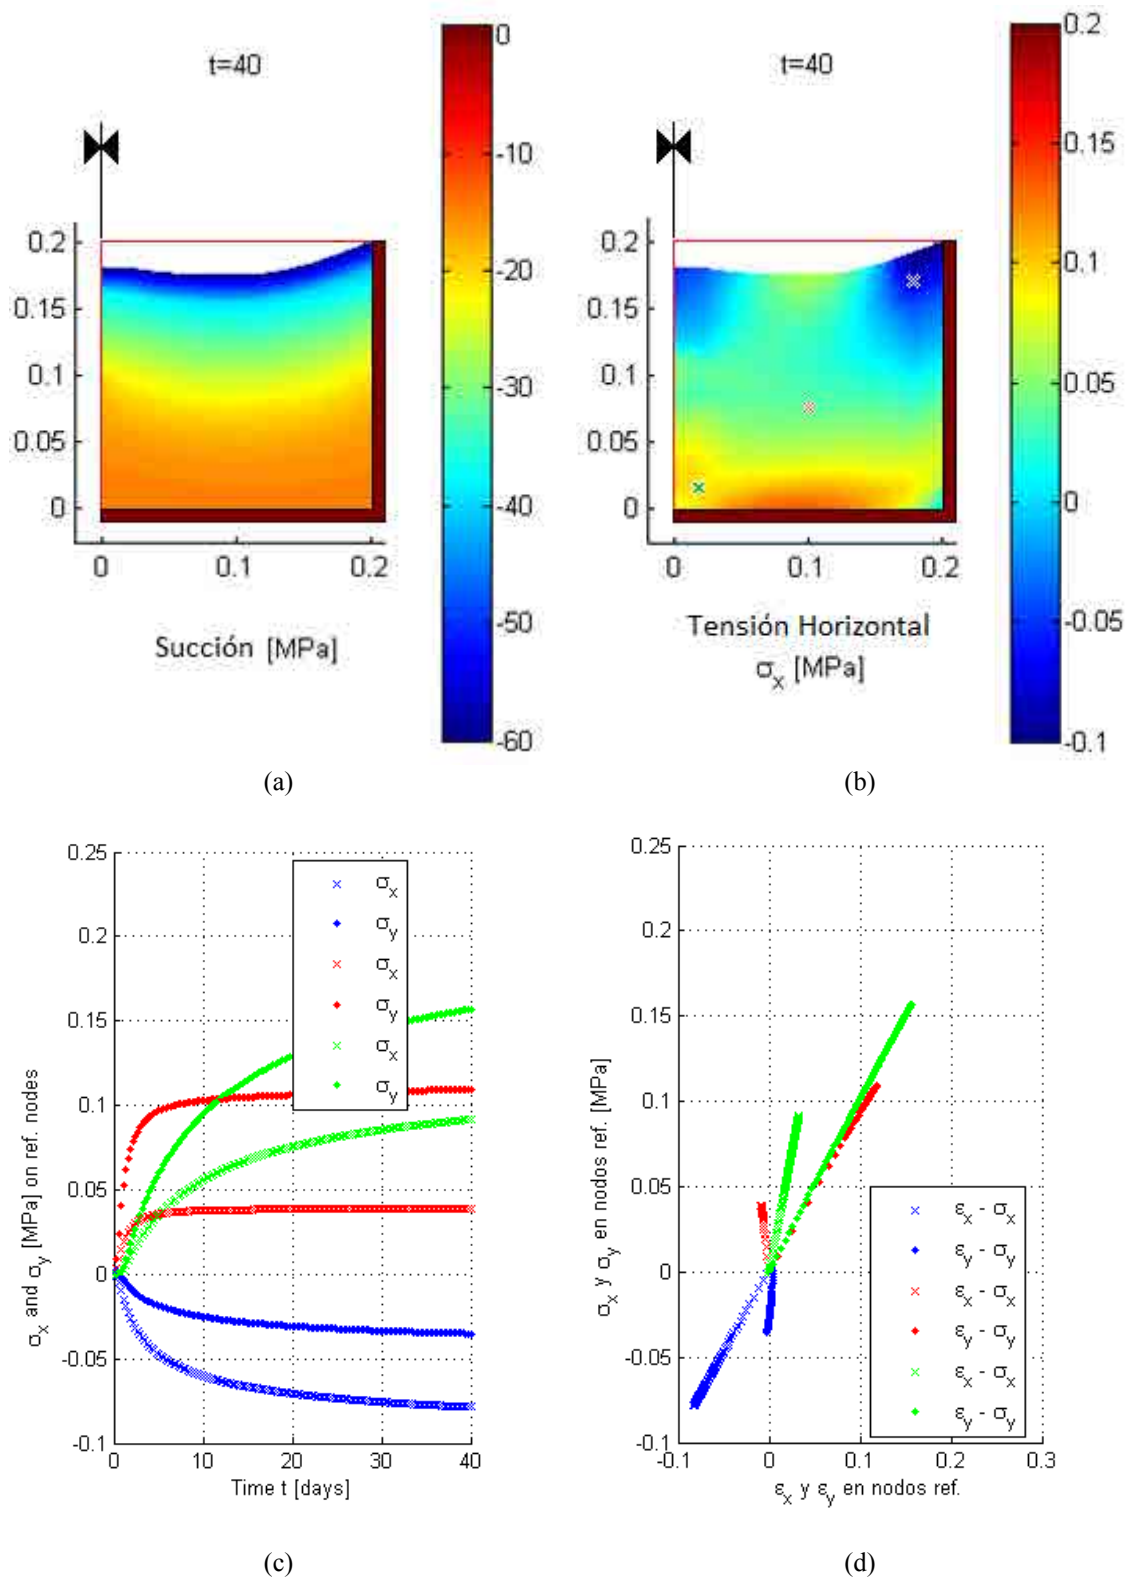 t=40
0
-10
-20
-30
-40
-50
-60
0.2
0.15
0.1
0.05
0
0 0.1 0.2
Succión [MPa]
(a)
t=40
0.2
0.15
0.1
0.05
0
-0.05
-0.1
0.2
0.15
0.1
0.05
0
0 0.1 0.2
Tensión Horizontal
σx [MPa]
(b)
0.25
0.2
0.15
0.1
0.05
0
-0.05
-0.1
σx and σy [MPa] on ref. nodes
σx
σy
σx
σy
σx
σy
0 10 20 30 40
Time t [days]
(c)
0.25
0.2
0.15
0.1
0.05
0
-0.05
-0.1
σx y σy en nodos ref. [MPa]
εx - σx
εy - σy
εx - σx
εy - σy
εx - σx
εy - σy
-0.1 0 0.1 0.2 0.3
εx y εy en nodos ref.
(d)